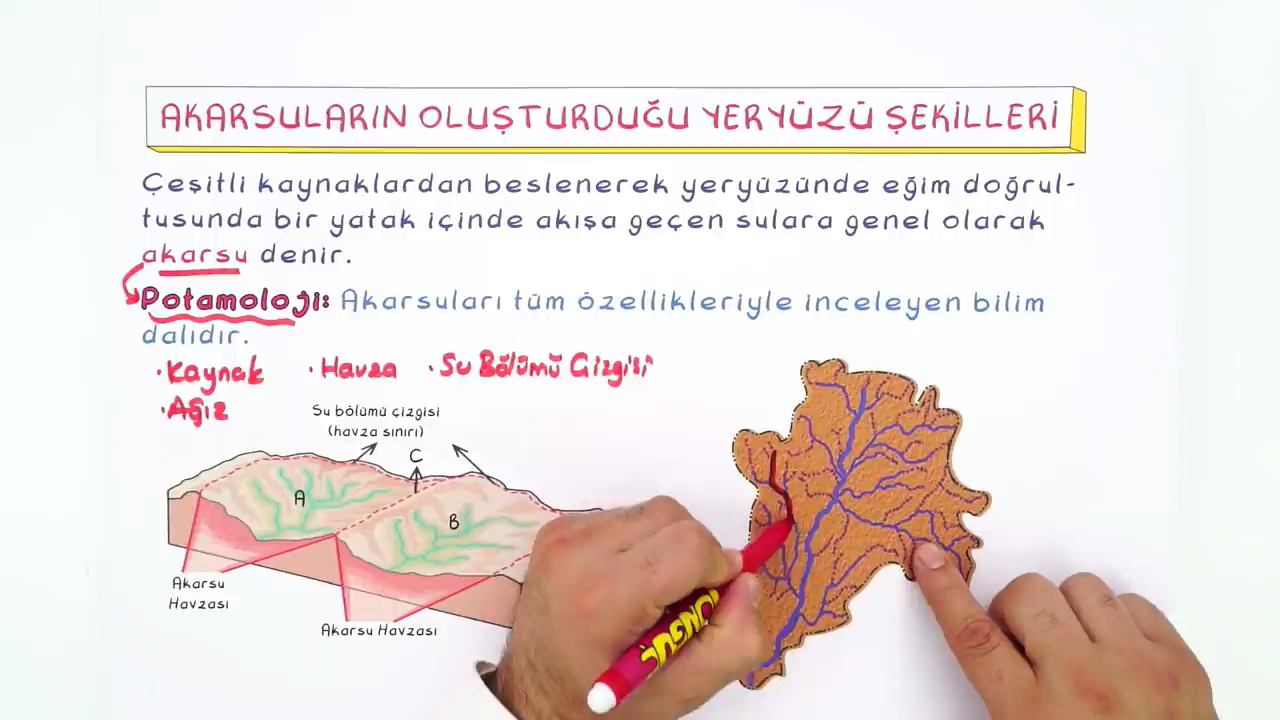 AKARSULARIN OLUŞTURDUĞU YERYÜZÜ ŞEKİLLERİ
Çeşitli kaynaklardan beslenerek yeryüzünde eğim doğrul-
tusunda bir yatak içinde akışa geçen sulara genel olarak
akarsu denir.
Potamoloji: Akarsuları tüm özellikleriyle inceleyen bilim
dalıdır.
· Kaynak · Havza · Su Bölümü Çizgisi
· Ağız
Su bölümü çizgisi
(havza sınırı)
C
A
B
Akarsu
Havzası
Akarsu Havzası
TONGUÇ